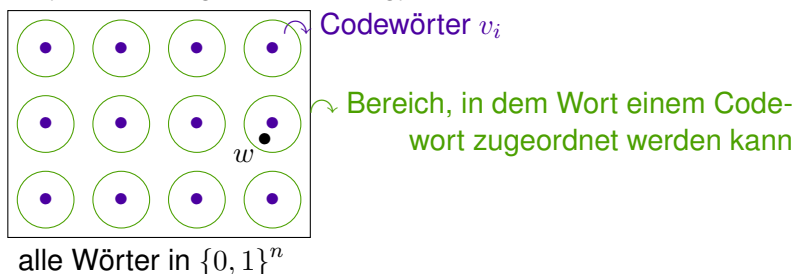 Codewörter $v_i$
Bereich, in dem Wort einem Code-
wort zugeordnet werden kann
$w$
alle Wörter in $\{0, 1\}^n$